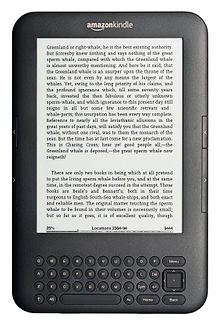 amazonkindle
Greenland or right-whale, he is the best existing authority.
But Scoresby knew nothing and says nothing of the great
sperm whale, compared with which the Greenland whale
is almost unworthy mentioning. And here be it said, that
the Greenland whale is an usurper upon the throne of the
seas. He is not even by any means the largest of the
whales. Yet, owing to the long priority of his claims, and
the profound ignorance which, till some seventy years
back, invested the then fabulous or utterly unknown
sperm-whale, and which ignorance to this present day still
reigns in all but some few scientific retreats and
whale-ports; this usurpation has been every way complete.
Reference to nearly all the leviathanic allusions in the
great poets of past days, will satisfy you that the Greenland
whale, without one rival, was to them the monarch of the
seas. But the time has at last come for a new proclamation.
This is Charing Cross; hear ye! good people all,—the
Greenland whale is deposed,—the great sperm whale now
reigneth!
There are only two books in being which at all pretend
to put the living sperm whale before you, and at the same
time, in the remotest degree succeed in the attempt. Those
books are Beale's and Bennett's; both in their time
surgeons to English South-Sea whale-ships, and both exact
and reliable men. The original matter touching the sperm
whale to be found in their volumes is necessarily small;
but so far as it goes, it is of excellent quality, though
25%
Q W E R T Y U I O P
A S D F G H J K L
Z X C V B N M
Alt
Home
Menu
Back